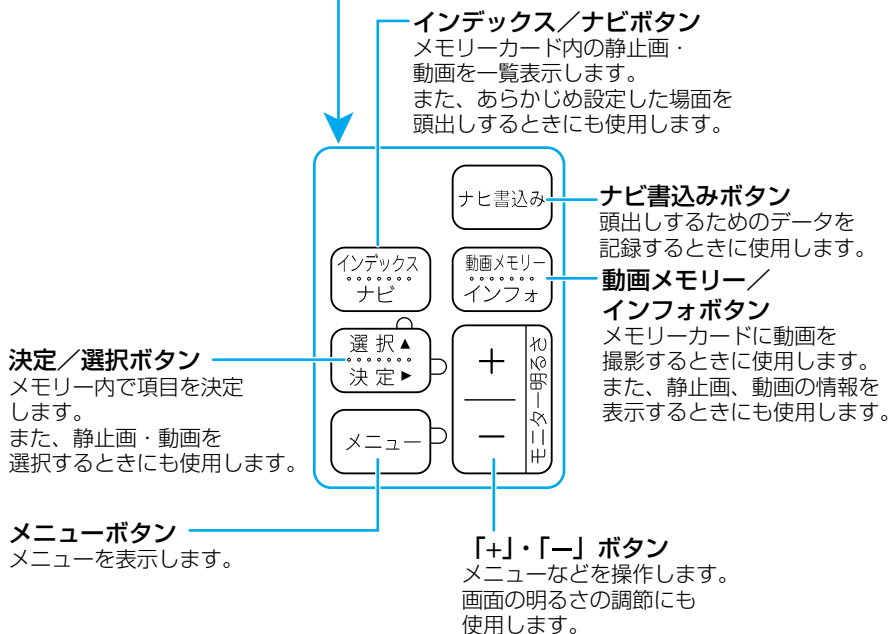 インデックス／ナビボタン
メモリーカード内の静止画・
動画を一覧表示します。
また、あらかじめ設定した場面を
頭出しするときにも使用します。
ナヒ書込み
ナビ書込みボタン
頭出しするためのデータを
記録するときに使用します。
インデックス
ナビ
動画メモリー
インフォ
動画メモリー／
インフォボタン
メモリーカードに動画を
撮影するときに使用します。
また、静止画、動画の情報を
表示するときにも使用します。
選択▲
決定►
決定／選択ボタン
メモリー内で項目を決定
します。
また、静止画・動画を
選択するときにも使用します。
＋
－
モニター明るさ
メニュー
メニューボタン
メニューを表示します。
「+」・「―」ボタン
メニューなどを操作します。
画面の明るさの調節にも
使用します。